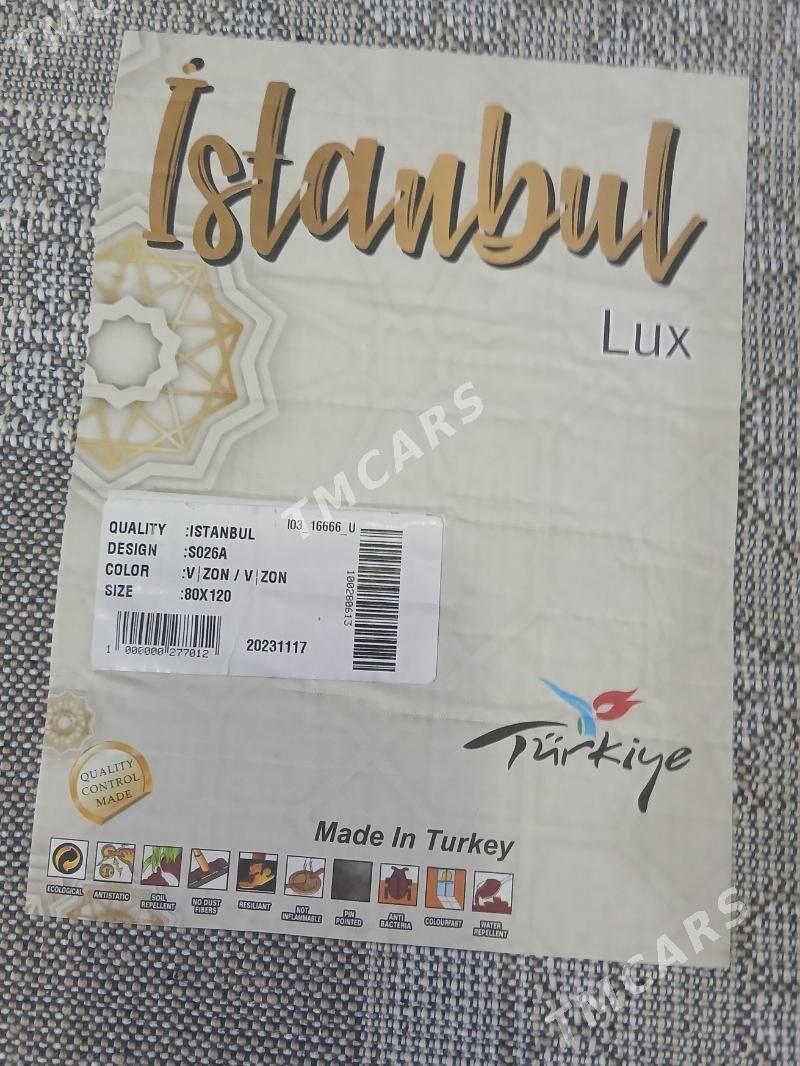 TMCARS
İstanbul
Lux
TMCARS
QUALITY :ISTANBUL I03_16666_U
DESIGN :S026A
COLOR :V|ZON / V|ZON
SIZE :80X120
100280613
1 000000 277012 20231117
Türkiye
QUALITY
CONTROL
MADE
Made In Turkey
ECOLOGICAL ANTISTATIC SOIL REPELLENT NO DUST FIBERS RESILIANT NOT INFLAMMABLE PIN POINTED ANTI BACTERIA COLOURFAST WATER REPELLENT
TMCARS